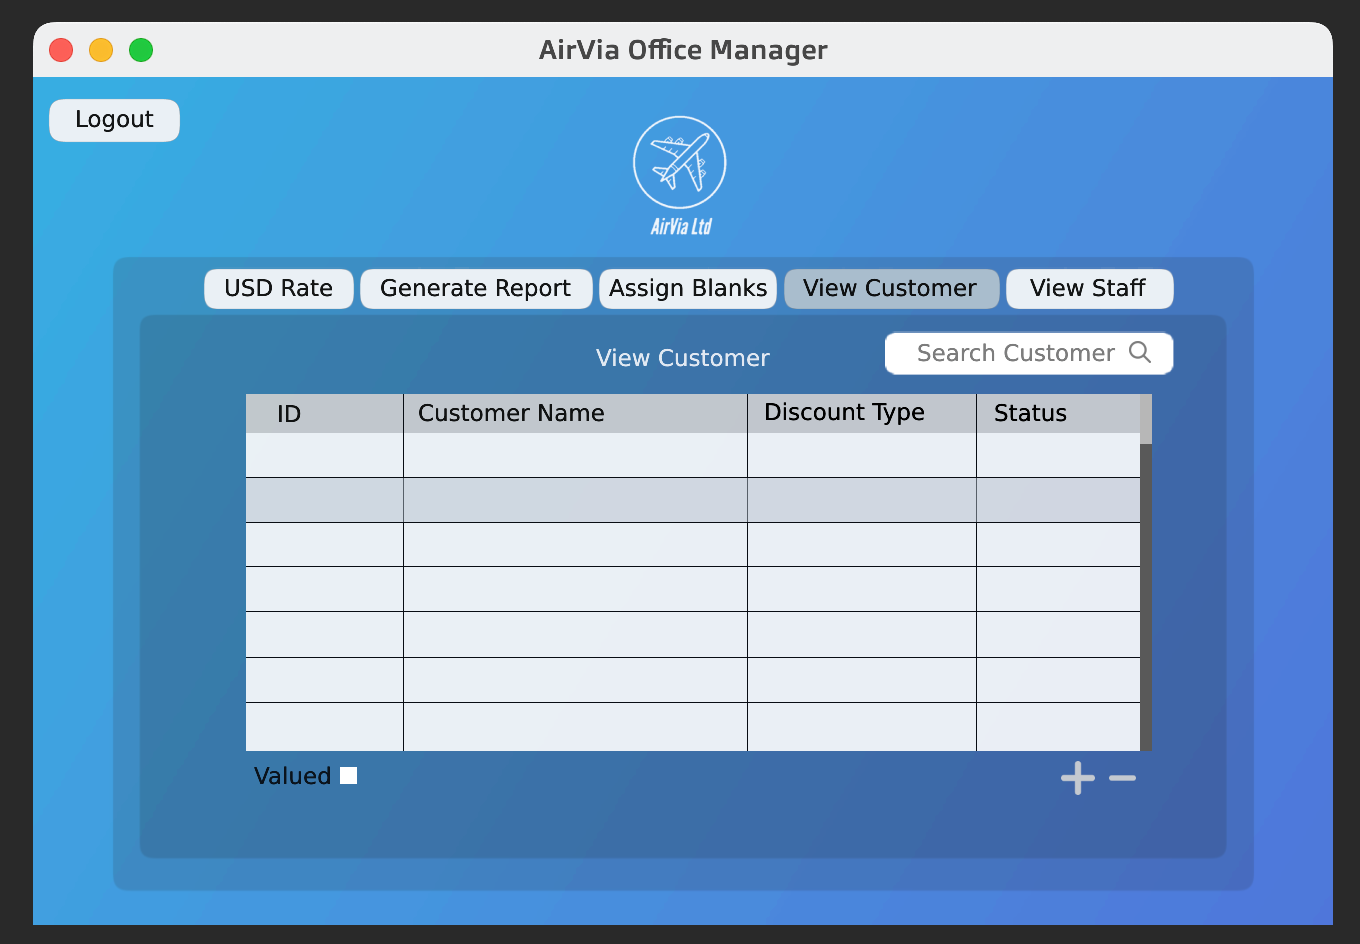 AirVia Office Manager
Logout
AirVia Ltd
USD Rate Generate Report Assign Blanks View Customer View Staff
View Customer Search Customer
ID Customer Name Discount Type Status
Valued